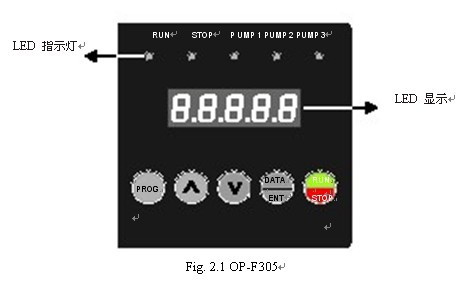 RUN STOP PUMP 1 PUMP 2 PUMP 3
LED 指示灯
8.8.8.8.8
LED 显示
PROG ∧ ∨ DATA ENT RUN STOP
Fig. 2.1 OP-F305